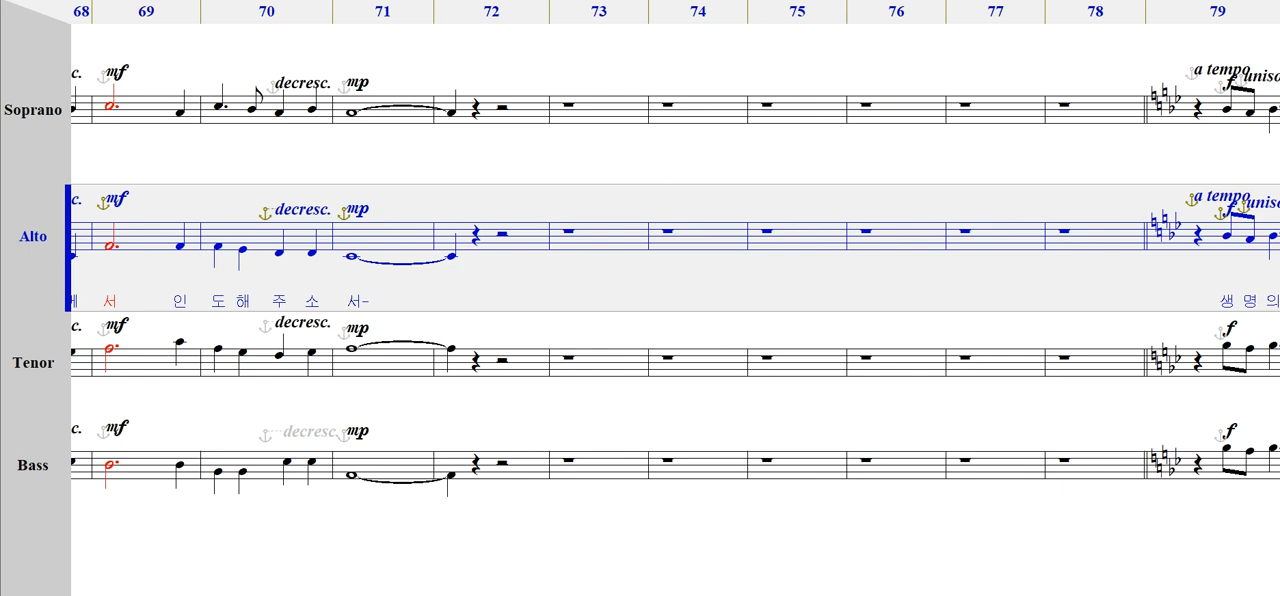 68 69 70 71 72 73 74 75 76 77 78 79
c. mf decresc. mp a tempo
f uniso
Soprano
c. mf decresc. mp a tempo
f uniso
Alto
서 인 도 해 주 소 서- 생 명 의
c. mf decresc. mp f
Tenor
c. mf decresc. mp f
Bass